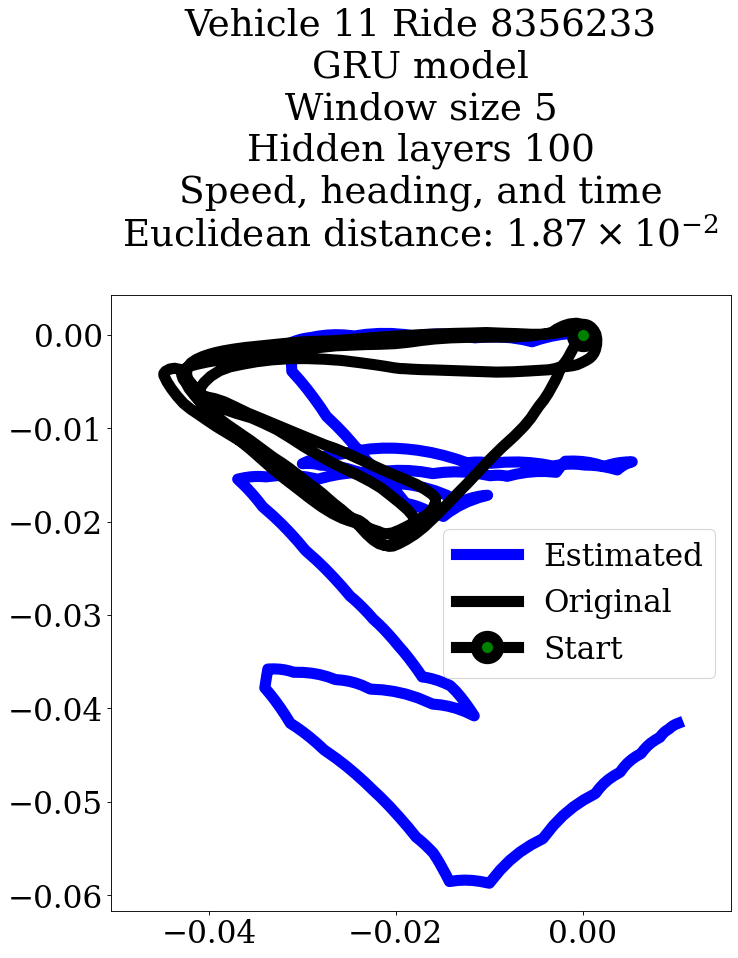 Vehicle 11 Ride 8356233
GRU model
Window size 5
Hidden layers 100
Speed, heading, and time
Euclidean distance: 1.87 × 10⁻²
0.00
−0.01
−0.02
−0.03
−0.04
−0.05
−0.06
Estimated
Original
Start
−0.04 −0.02 0.00